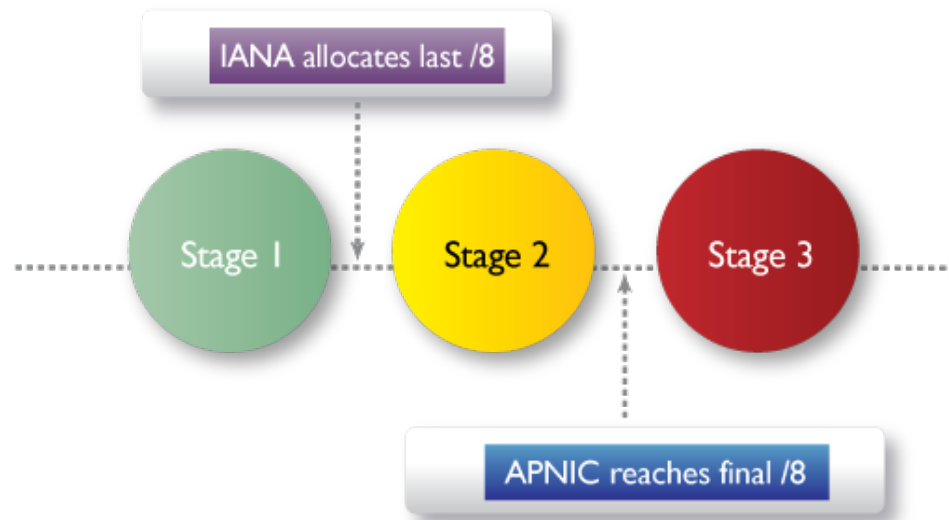 IANA allocates last /8
Stage 1
Stage 2
Stage 3
APNIC reaches final /8